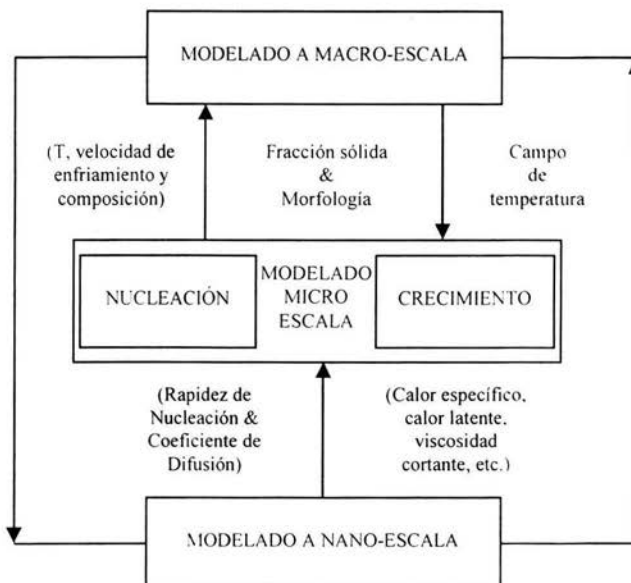 MODELADO A MACRO-ESCALA
(T, velocidad de
enfriamiento y
composición)
Fracción sólida
&
Morfología
Campo
de
temperatura
NUCLEACIÓN
MODELADO
MICRO
ESCALA
CRECIMIENTO
(Rapidez de
Nucleación &
Coeficiente de
Difusión)
(Calor específico,
calor latente,
viscosidad
cortante, etc.)
MODELADO A NANO-ESCALA